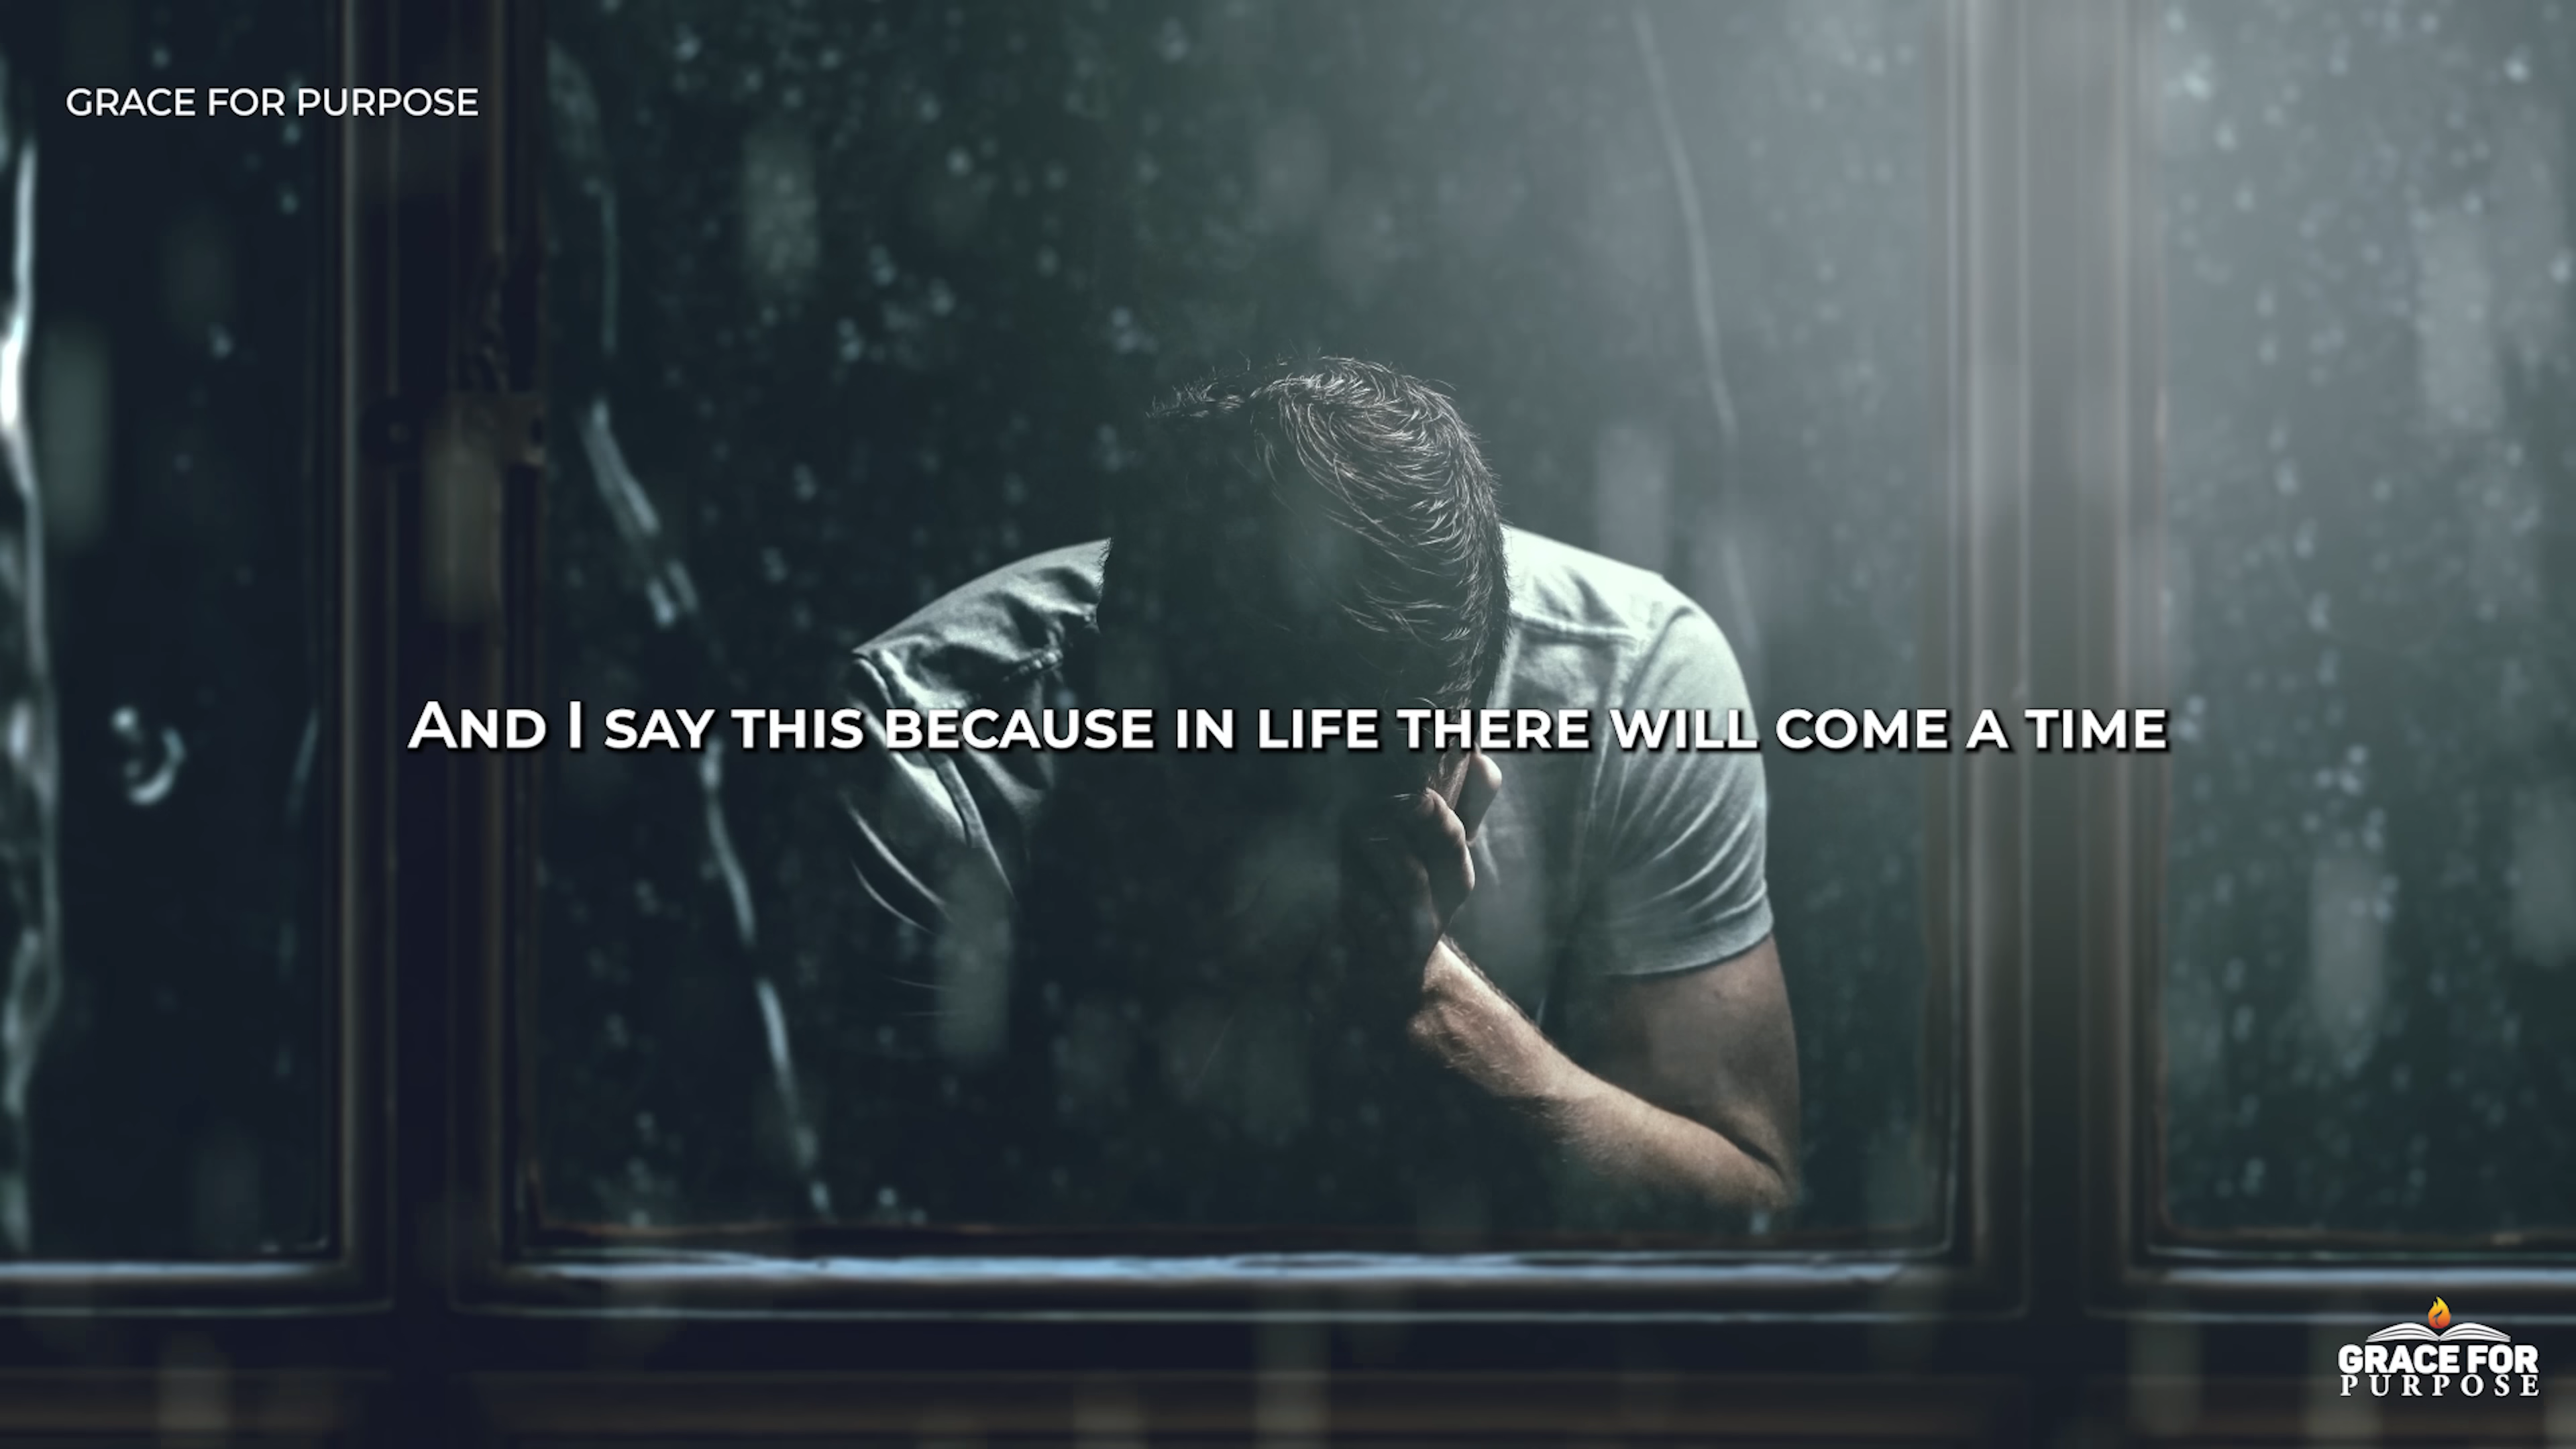 GRACE FOR PURPOSE
AND I SAY THIS BECAUSE IN LIFE THERE WILL COME A TIME
GRACE FOR
PURPOSE